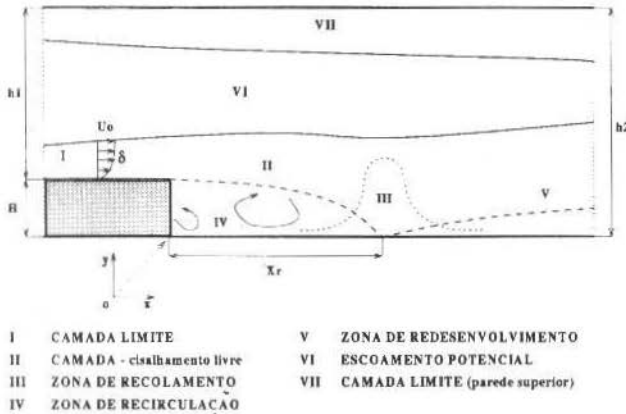 VII
h1
VI
h2
Uo
I
δ
II
H
III
V
IV
y
Xr
o
x
I CAMADA LIMITE
II CAMADA - cisalhamento livre
III ZONA DE RECOLAMENTO
IV ZONA DE RECIRCULAÇÃO
V ZONA DE REDESENVOLVIMENTO
VI ESCOAMENTO POTENCIAL
VII CAMADA LIMITE (parede superior)